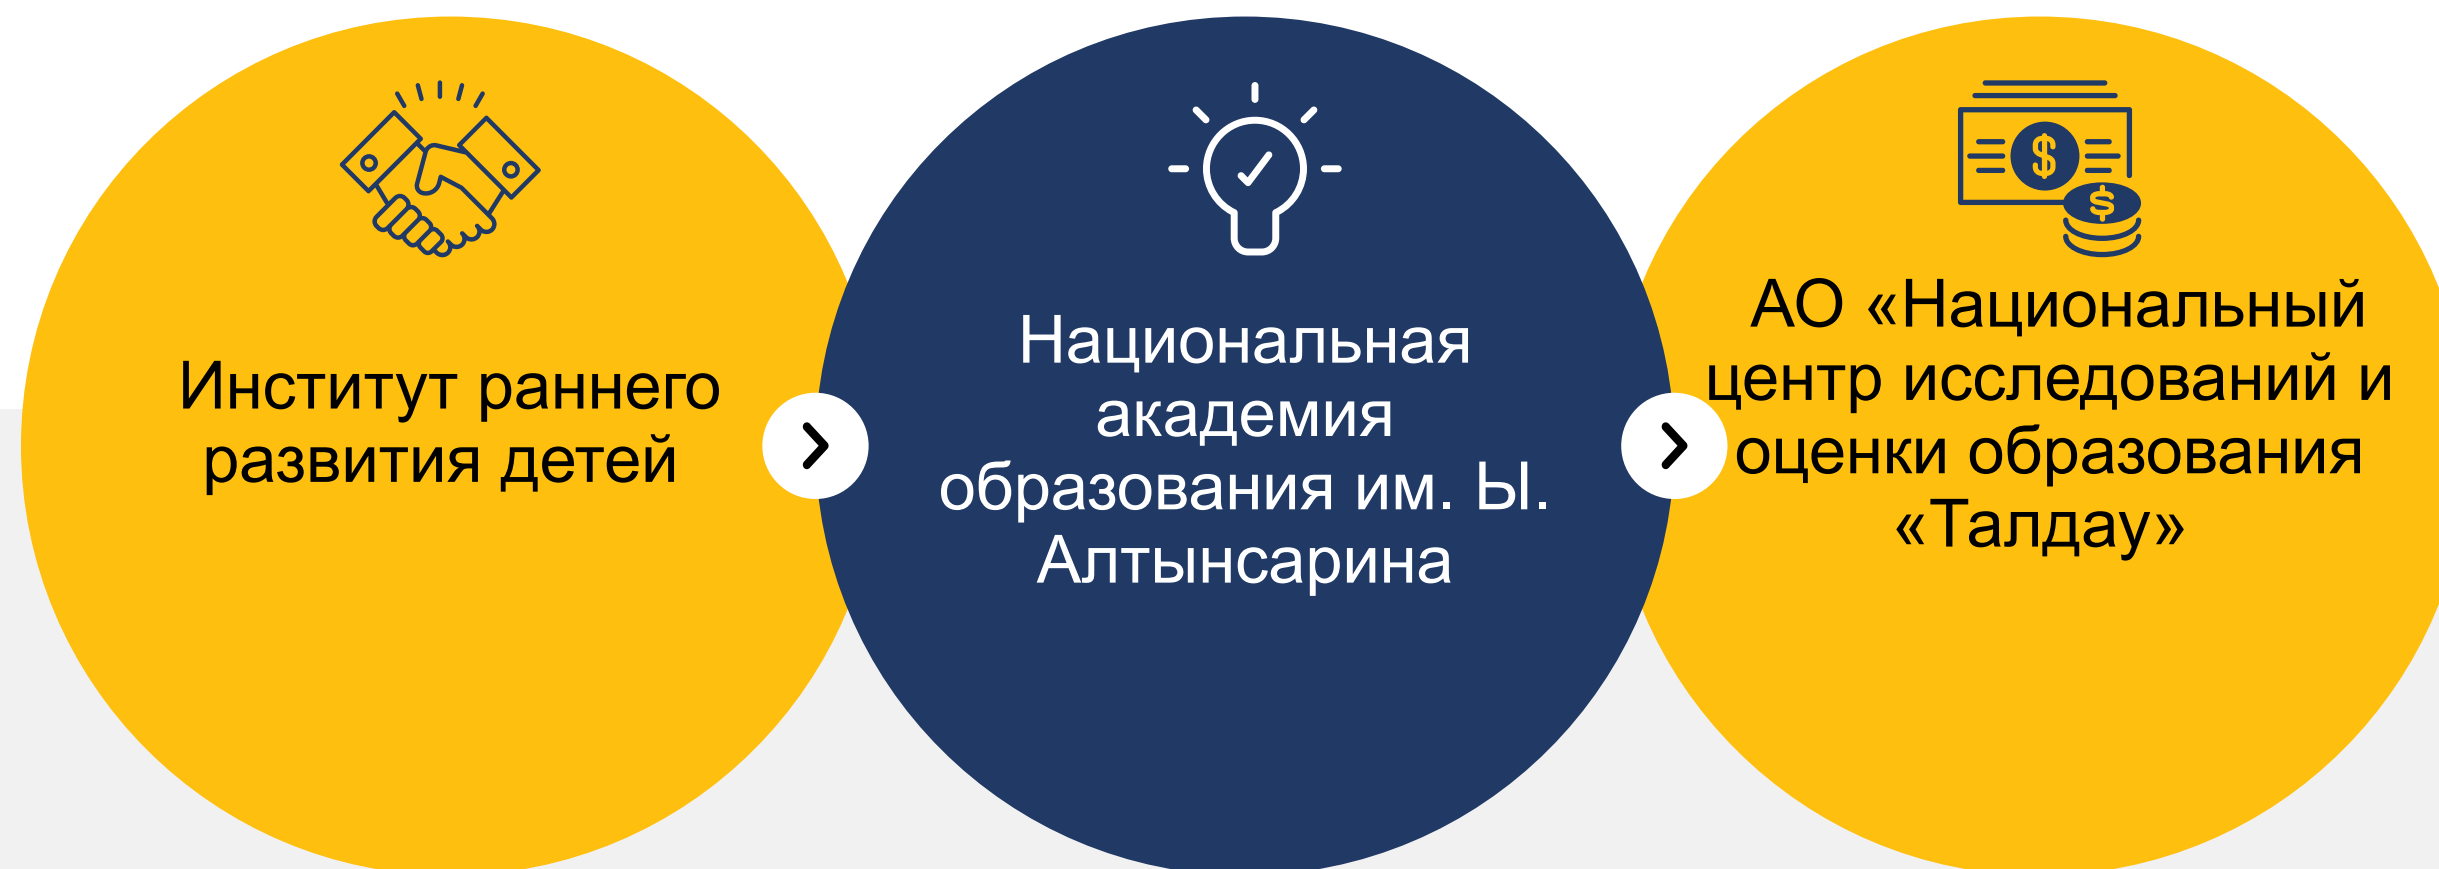 Институт раннего
развития детей
Национальная
академия
образования им. Ы.
Алтынсарина
АО «Национальный
центр исследований и
оценки образования
«Талдау»